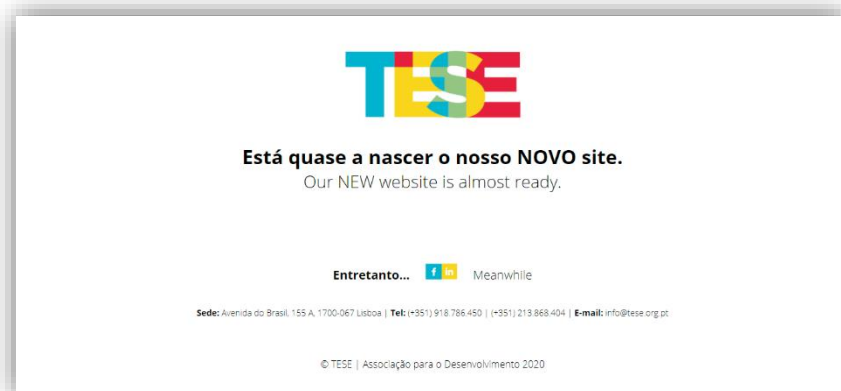 TESE
Está quase a nascer o nosso NOVO site.
Our NEW website is almost ready.
Entretanto... f in Meanwhile
Sede: Avenida do Brasil, 155 A, 1700-067 Lisboa | Tel: (+351) 918.786.450 | (+351) 213.868.404 | E-mail: info@tese.org.pt
© TESE | Associação para o Desenvolvimento 2020